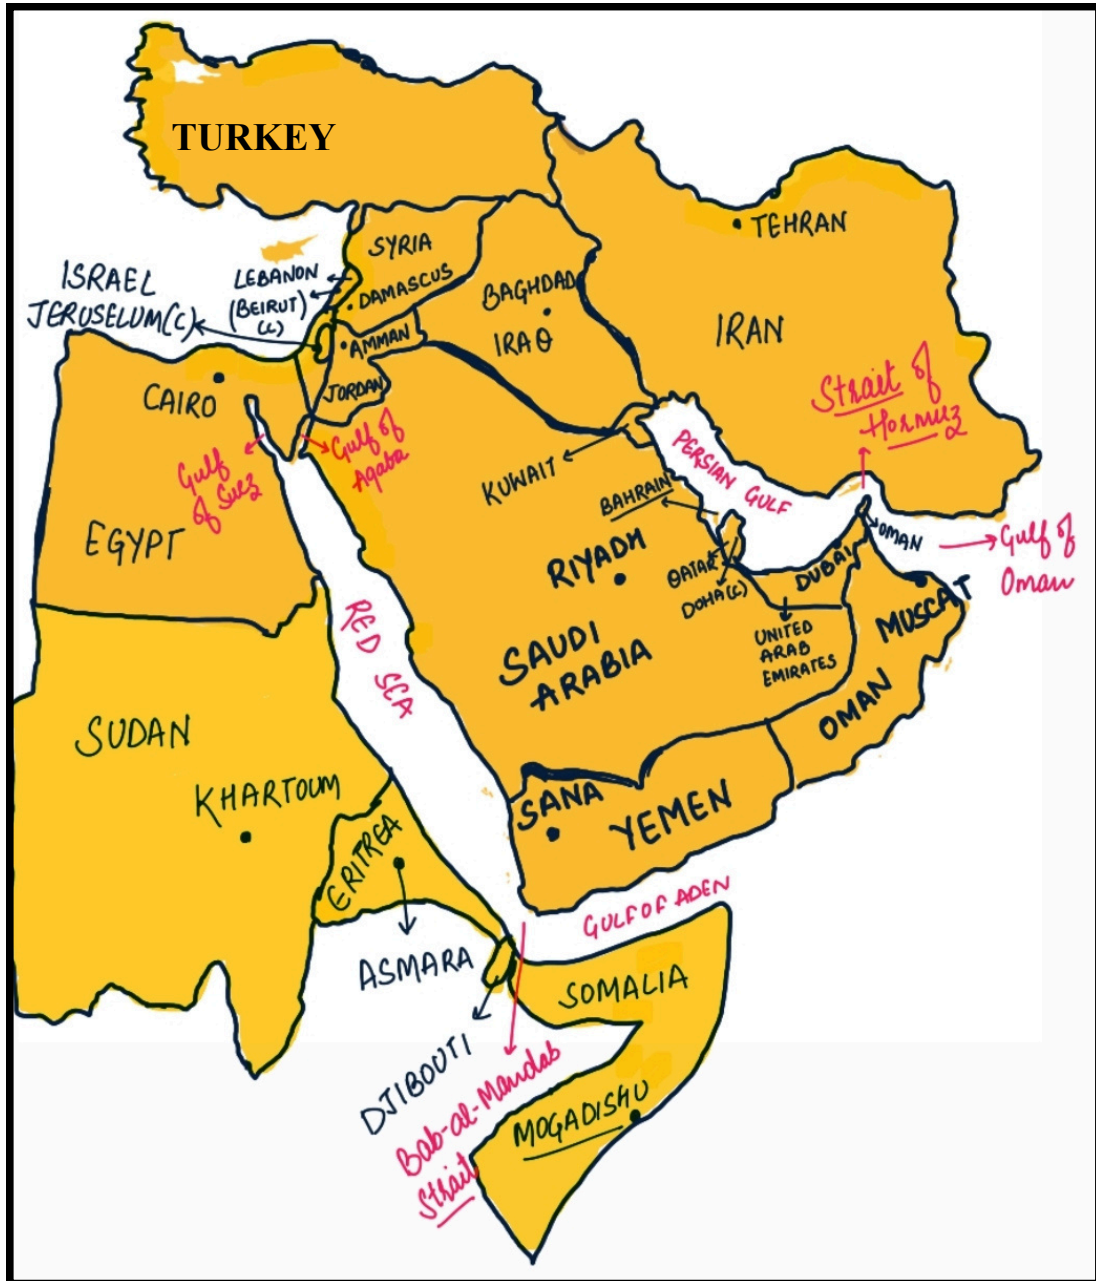 TURKEY
TEHRAN
SYRIA
LEBANON
(BEIRUT)
(C)
DAMASCUS
ISRAEL
JERUSELUM(C)
BAGHDAD
IRAQ
IRAN
AMMAN
JORDAN
CAIRO
Strait of
Hormuz
Gulf of
Aqaba
Gulf
of Suez
KUWAIT
PERSIAN GULF
BAHRAIN
EGYPT
RIYADH
QATAR
DOHA(C)
DUBAI
OMAN
Gulf of
Oman
MUSCAT
UNITED
ARAB
EMIRATES
RED SEA
SAUDI
ARABIA
OMAN
SUDAN
KHARTOUM
SANA
YEMEN
ERITREA
GULF OF ADEN
ASMARA
SOMALIA
DJIBOUTI
Bab-al-Mandab
Strait
MOGADISHU